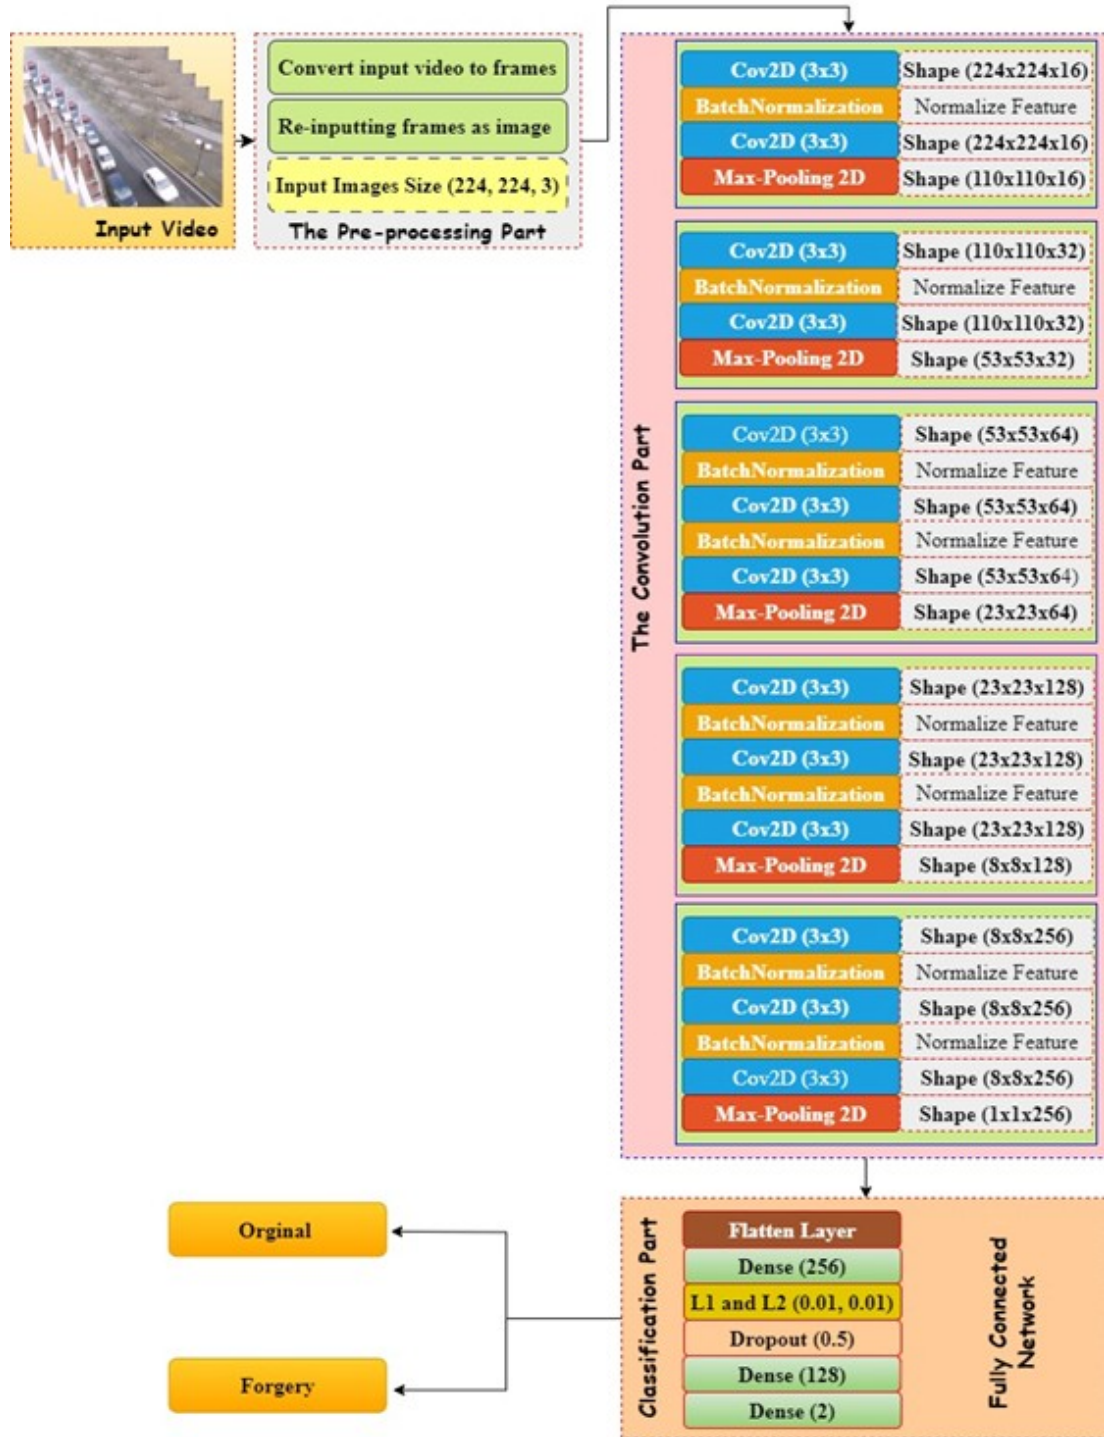 Input Video
Convert input video to frames
Re-inputting frames as image
Input Images Size (224, 224, 3)
The Pre-processing Part
The Convolution Part
Cov2D (3x3) Shape (224x224x16)
BatchNormalization Normalize Feature
Cov2D (3x3) Shape (224x224x16)
Max-Pooling 2D Shape (110x110x16)
Cov2D (3x3) Shape (110x110x32)
BatchNormalization Normalize Feature
Cov2D (3x3) Shape (110x110x32)
Max-Pooling 2D Shape (53x53x32)
Cov2D (3x3) Shape (53x53x64)
BatchNormalization Normalize Feature
Cov2D (3x3) Shape (53x53x64)
BatchNormalization Normalize Feature
Cov2D (3x3) Shape (53x53x64)
Max-Pooling 2D Shape (23x23x64)
Cov2D (3x3) Shape (23x23x128)
BatchNormalization Normalize Feature
Cov2D (3x3) Shape (23x23x128)
BatchNormalization Normalize Feature
Cov2D (3x3) Shape (23x23x128)
Max-Pooling 2D Shape (8x8x128)
Cov2D (3x3) Shape (8x8x256)
BatchNormalization Normalize Feature
Cov2D (3x3) Shape (8x8x256)
BatchNormalization Normalize Feature
Cov2D (3x3) Shape (8x8x256)
Max-Pooling 2D Shape (1x1x256)
Classification Part
Flatten Layer
Dense (256)
L1 and L2 (0.01, 0.01)
Dropout (0.5)
Dense (128)
Dense (2)
Fully Connected
Network
Orginal
Forgery